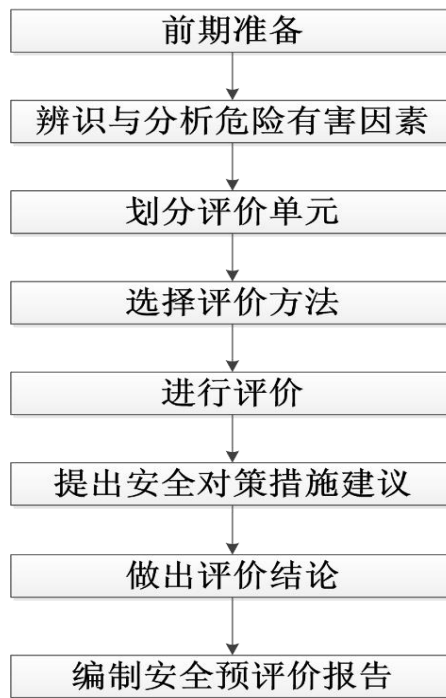 前期准备
辨识与分析危险有害因素
划分评价单元
选择评价方法
进行评价
提出安全对策措施建议
做出评价结论
编制安全预评价报告